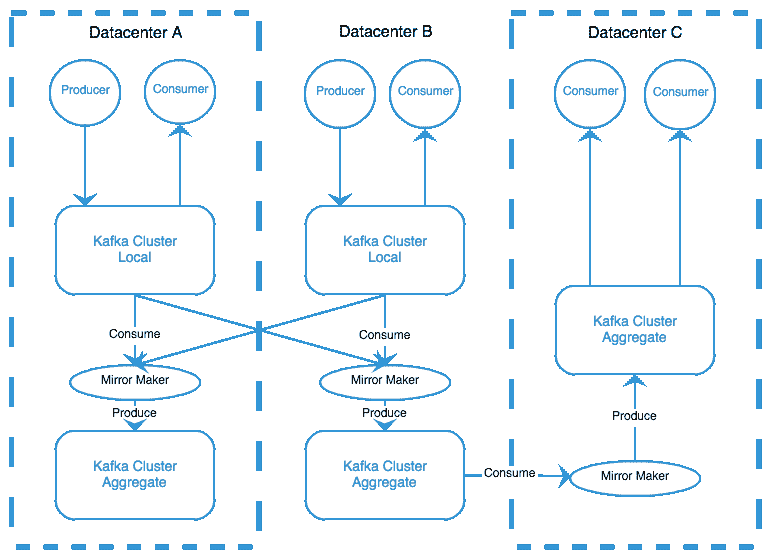 Datacenter A
Datacenter B
Datacenter C
Producer
Consumer
Producer
Consumer
Consumer
Consumer
Kafka Cluster
Local
Kafka Cluster
Local
Kafka Cluster
Aggregate
Consume
Consume
Mirror Maker
Mirror Maker
Produce
Produce
Produce
Kafka Cluster
Aggregate
Kafka Cluster
Aggregate
Consume
Mirror Maker